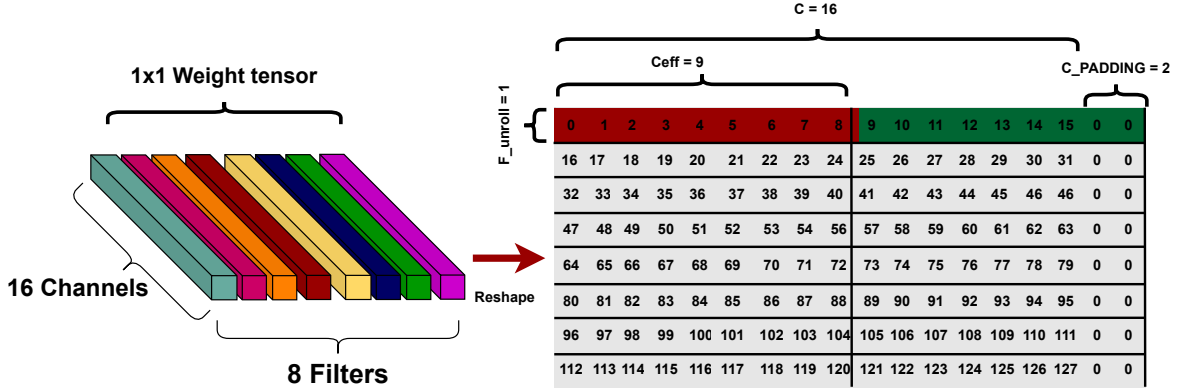 C = 16
Ceff = 9
C_PADDING = 2
1x1 Weight tensor
F_unroll = 1
0 1 2 3 4 5 6 7 8 9 10 11 12 13 14 15 0 0
16 17 18 19 20 21 22 23 24 25 26 27 28 29 30 31 0 0
32 33 34 35 36 37 38 39 40 41 42 43 44 45 46 46 0 0
47 48 49 50 51 52 53 54 56 57 58 59 60 61 62 63 0 0
64 65 66 67 68 69 70 71 72 73 74 75 76 77 78 79 0 0
80 81 82 83 84 85 86 87 88 89 90 91 92 93 94 95 0 0
96 97 98 99 100 101 102 103 104 105 106 107 108 109 110 111 0 0
112 113 114 115 116 117 118 119 120 121 122 123 124 125 126 127 0 0
16 Channels
Reshape
8 Filters